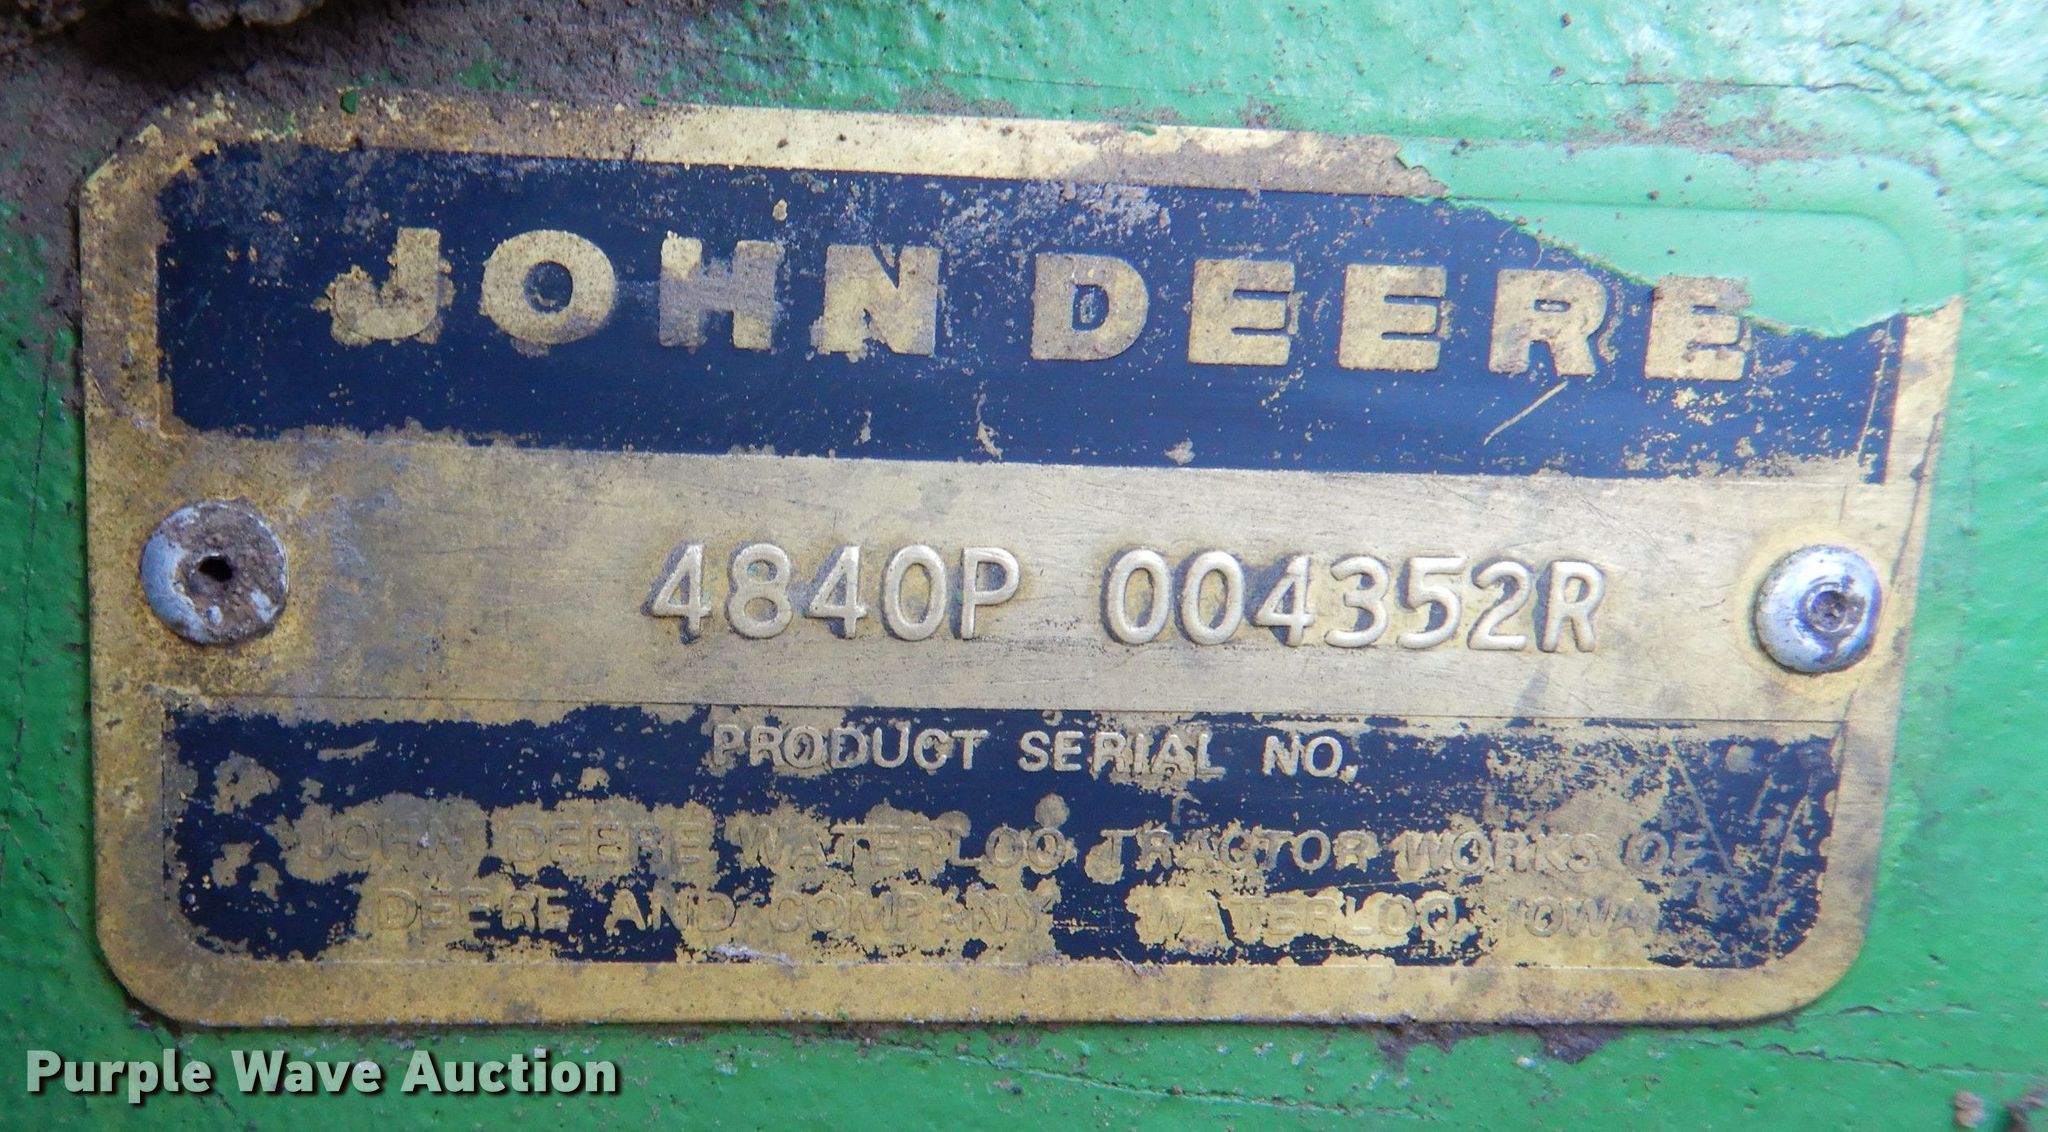 JOHN DEERE
4840P 004352R
PRODUCT SERIAL NO.
JOHN DEERE WATERLOO TRACTOR WORKS OF
DEERE AND COMPANY WATERLOO, IOWA
Purple Wave Auction